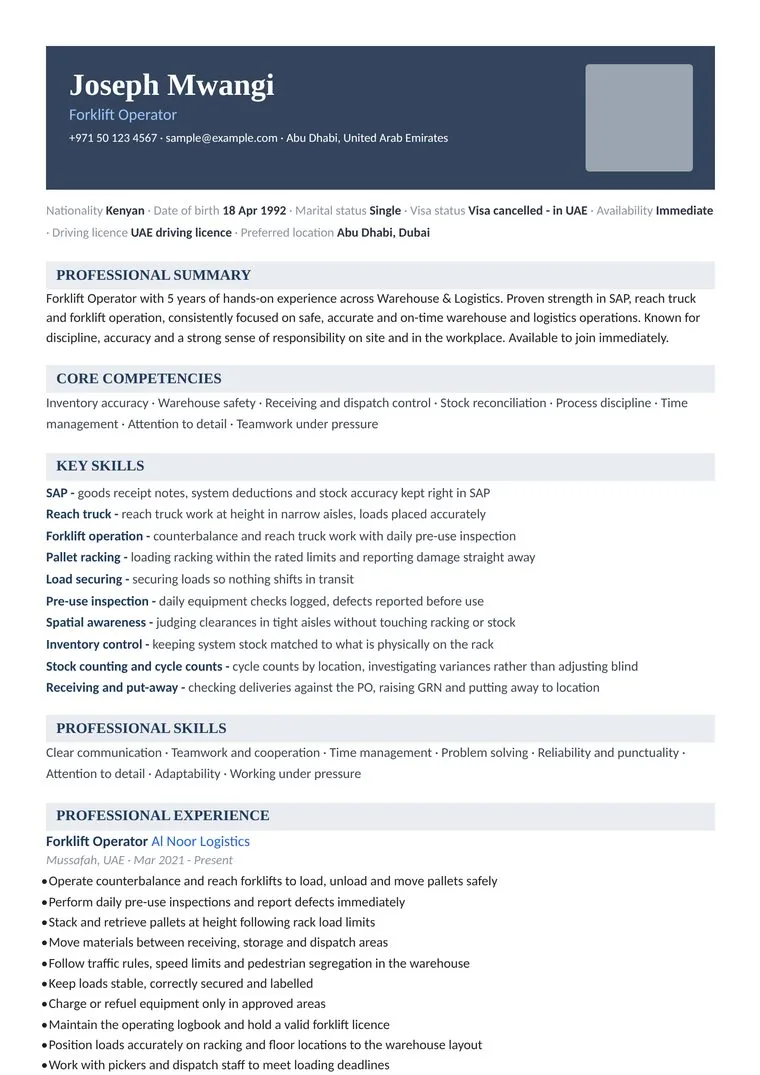 Joseph Mwangi
Forklift Operator
+971 50 123 4567 · sample@example.com · Abu Dhabi, United Arab Emirates
Nationality Kenyan · Date of birth 18 Apr 1992 · Marital status Single · Visa status Visa cancelled - in UAE · Availability Immediate
· Driving licence UAE driving licence · Preferred location Abu Dhabi, Dubai
PROFESSIONAL SUMMARY
Forklift Operator with 5 years of hands-on experience across Warehouse & Logistics. Proven strength in SAP, reach truck
and forklift operation, consistently focused on safe, accurate and on-time warehouse and logistics operations. Known for
discipline, accuracy and a strong sense of responsibility on site and in the workplace. Available to join immediately.
CORE COMPETENCIES
Inventory accuracy · Warehouse safety · Receiving and dispatch control · Stock reconciliation · Process discipline · Time
management · Attention to detail · Teamwork under pressure
KEY SKILLS
SAP - goods receipt notes, system deductions and stock accuracy kept right in SAP
Reach truck - reach truck work at height in narrow aisles, loads placed accurately
Forklift operation - counterbalance and reach truck work with daily pre-use inspection
Pallet racking - loading racking within the rated limits and reporting damage straight away
Load securing - securing loads so nothing shifts in transit
Pre-use inspection - daily equipment checks logged, defects reported before use
Spatial awareness - judging clearances in tight aisles without touching racking or stock
Inventory control - keeping system stock matched to what is physically on the rack
Stock counting and cycle counts - cycle counts by location, investigating variances rather than adjusting blind
Receiving and put-away - checking deliveries against the PO, raising GRN and putting away to location
PROFESSIONAL SKILLS
Clear communication · Teamwork and cooperation · Time management · Problem solving · Reliability and punctuality ·
Attention to detail · Adaptability · Working under pressure
PROFESSIONAL EXPERIENCE
Forklift Operator Al Noor Logistics
Mussafah, UAE · Mar 2021 - Present
•Operate counterbalance and reach forklifts to load, unload and move pallets safely
•Perform daily pre-use inspections and report defects immediately
•Stack and retrieve pallets at height following rack load limits
•Move materials between receiving, storage and dispatch areas
•Follow traffic rules, speed limits and pedestrian segregation in the warehouse
•Keep loads stable, correctly secured and labelled
•Charge or refuel equipment only in approved areas
•Maintain the operating logbook and hold a valid forklift licence
•Position loads accurately on racking and floor locations to the warehouse layout
•Work with pickers and dispatch staff to meet loading deadlines